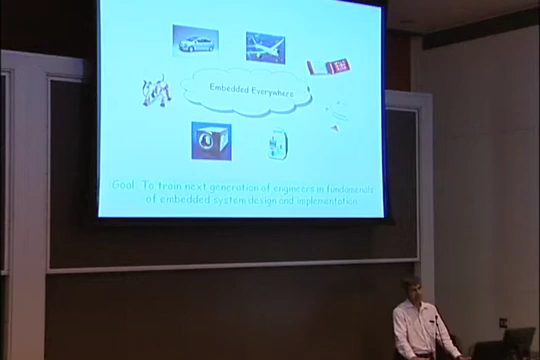 Embedded Everywhere
Goal: To train next generation of engineers in fundamentals
of embedded system design and implementation